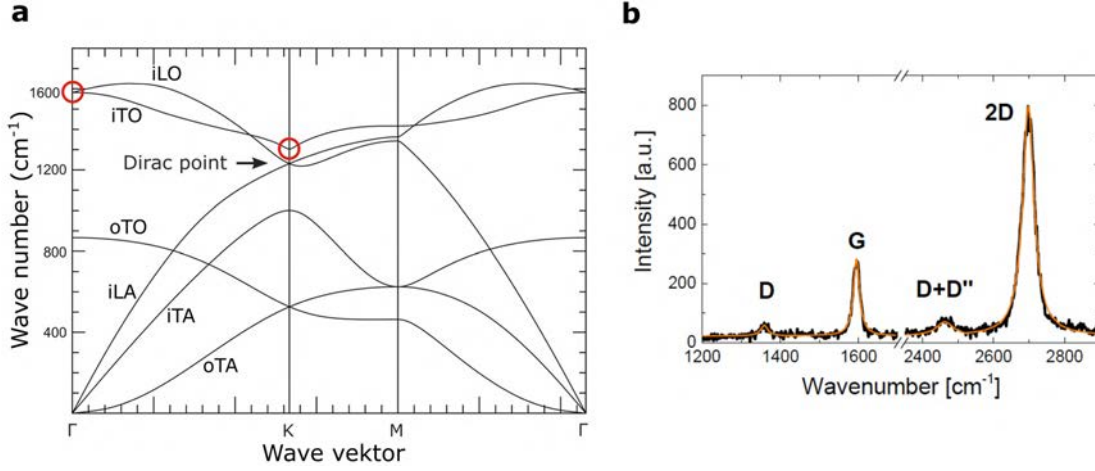 a
Wave number (cm⁻¹)
1600
1200
800
400
iLO
iTO
Dirac point
oTO
iLA
iTA
oTA
Γ K M Γ
Wave vektor
b
Intensity [a.u.]
800
600
400
200
0
D
G
D+D''
2D
1200 1400 1600 2400 2600 2800
Wavenumber [cm⁻¹]